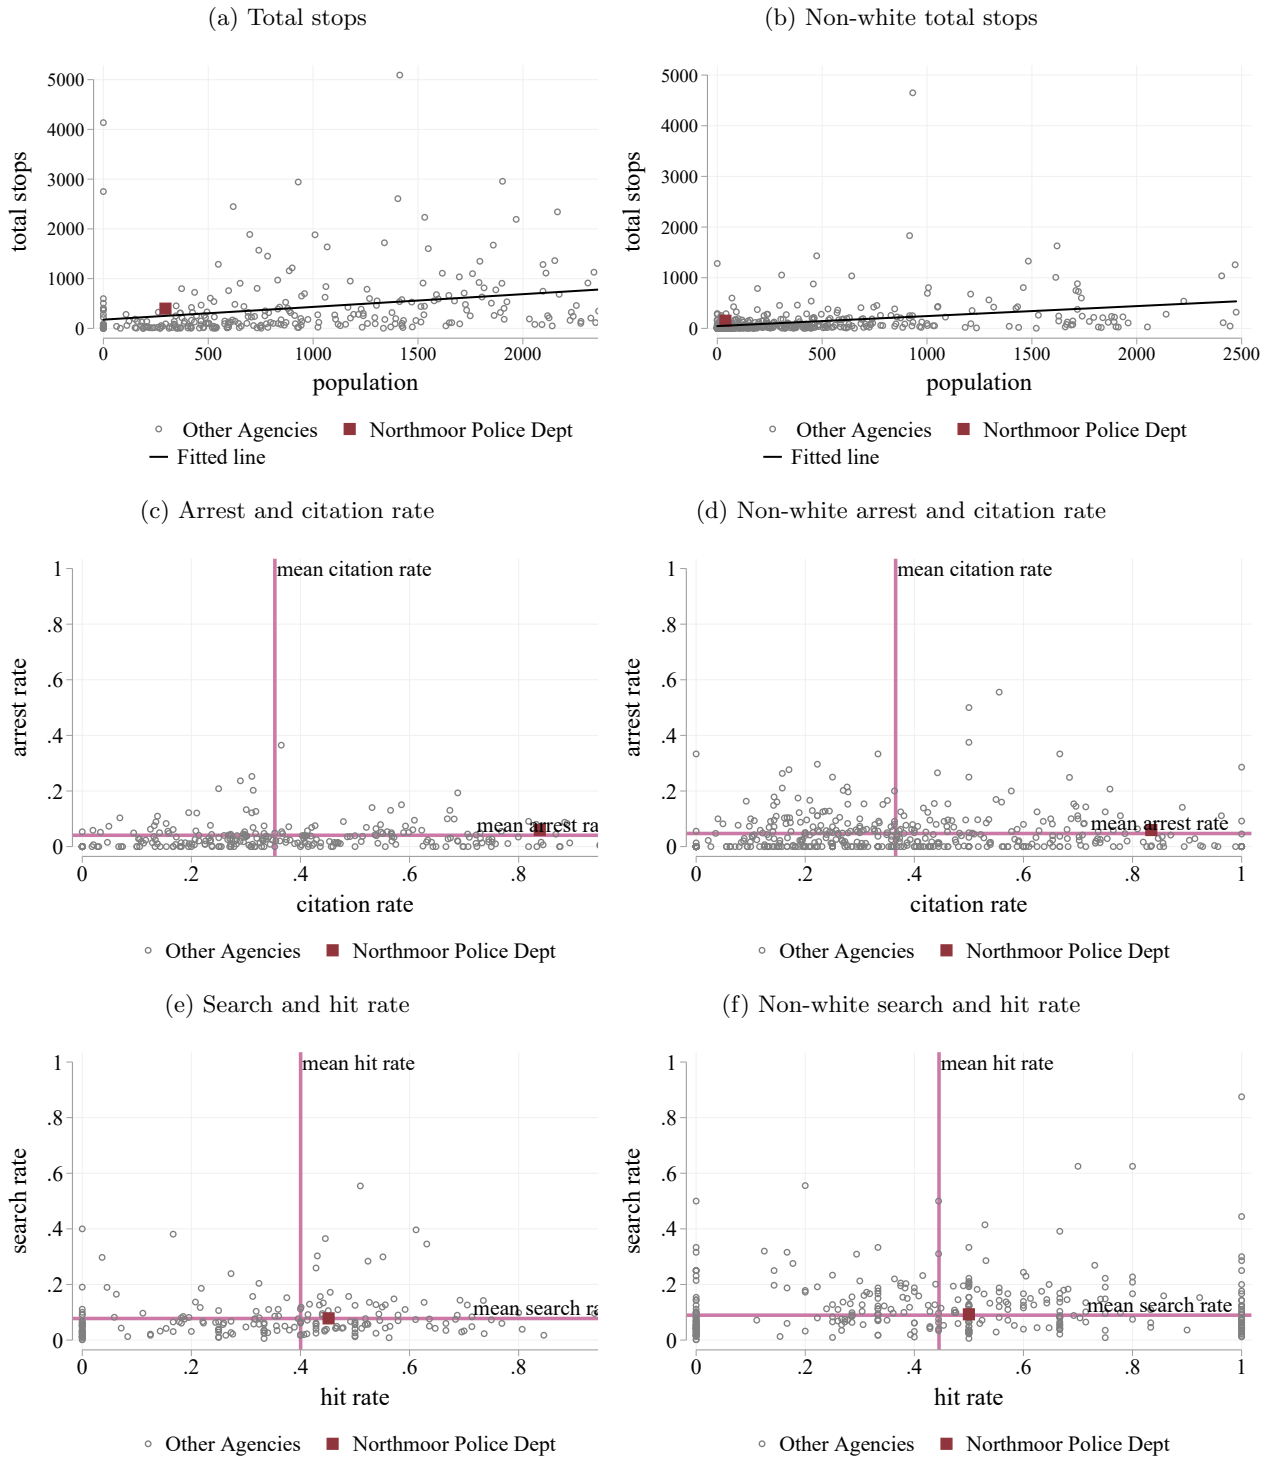 (a) Total stops
(b) Non-white total stops
total stops
5000
4000
3000
2000
1000
0
0 500 1000 1500 2000
population
Other Agencies Northmoor Police Dept
Fitted line
total stops
5000
4000
3000
2000
1000
0
0 500 1000 1500 2000 2500
population
Other Agencies Northmoor Police Dept
Fitted line
(c) Arrest and citation rate
(d) Non-white arrest and citation rate
arrest rate
1
.8
.6
.4
.2
0
mean citation rate
mean arrest ra
0 .2 .4 .6 .8
citation rate
Other Agencies Northmoor Police Dept
arrest rate
1
.8
.6
.4
.2
0
mean citation rate
mean arrest rate
0 .2 .4 .6 .8 1
citation rate
Other Agencies Northmoor Police Dept
(e) Search and hit rate
(f) Non-white search and hit rate
search rate
1
.8
.6
.4
.2
0
mean hit rate
mean search ra
0 .2 .4 .6 .8
hit rate
Other Agencies Northmoor Police Dept
search rate
1
.8
.6
.4
.2
0
mean hit rate
mean search rate
0 .2 .4 .6 .8 1
hit rate
Other Agencies Northmoor Police Dept